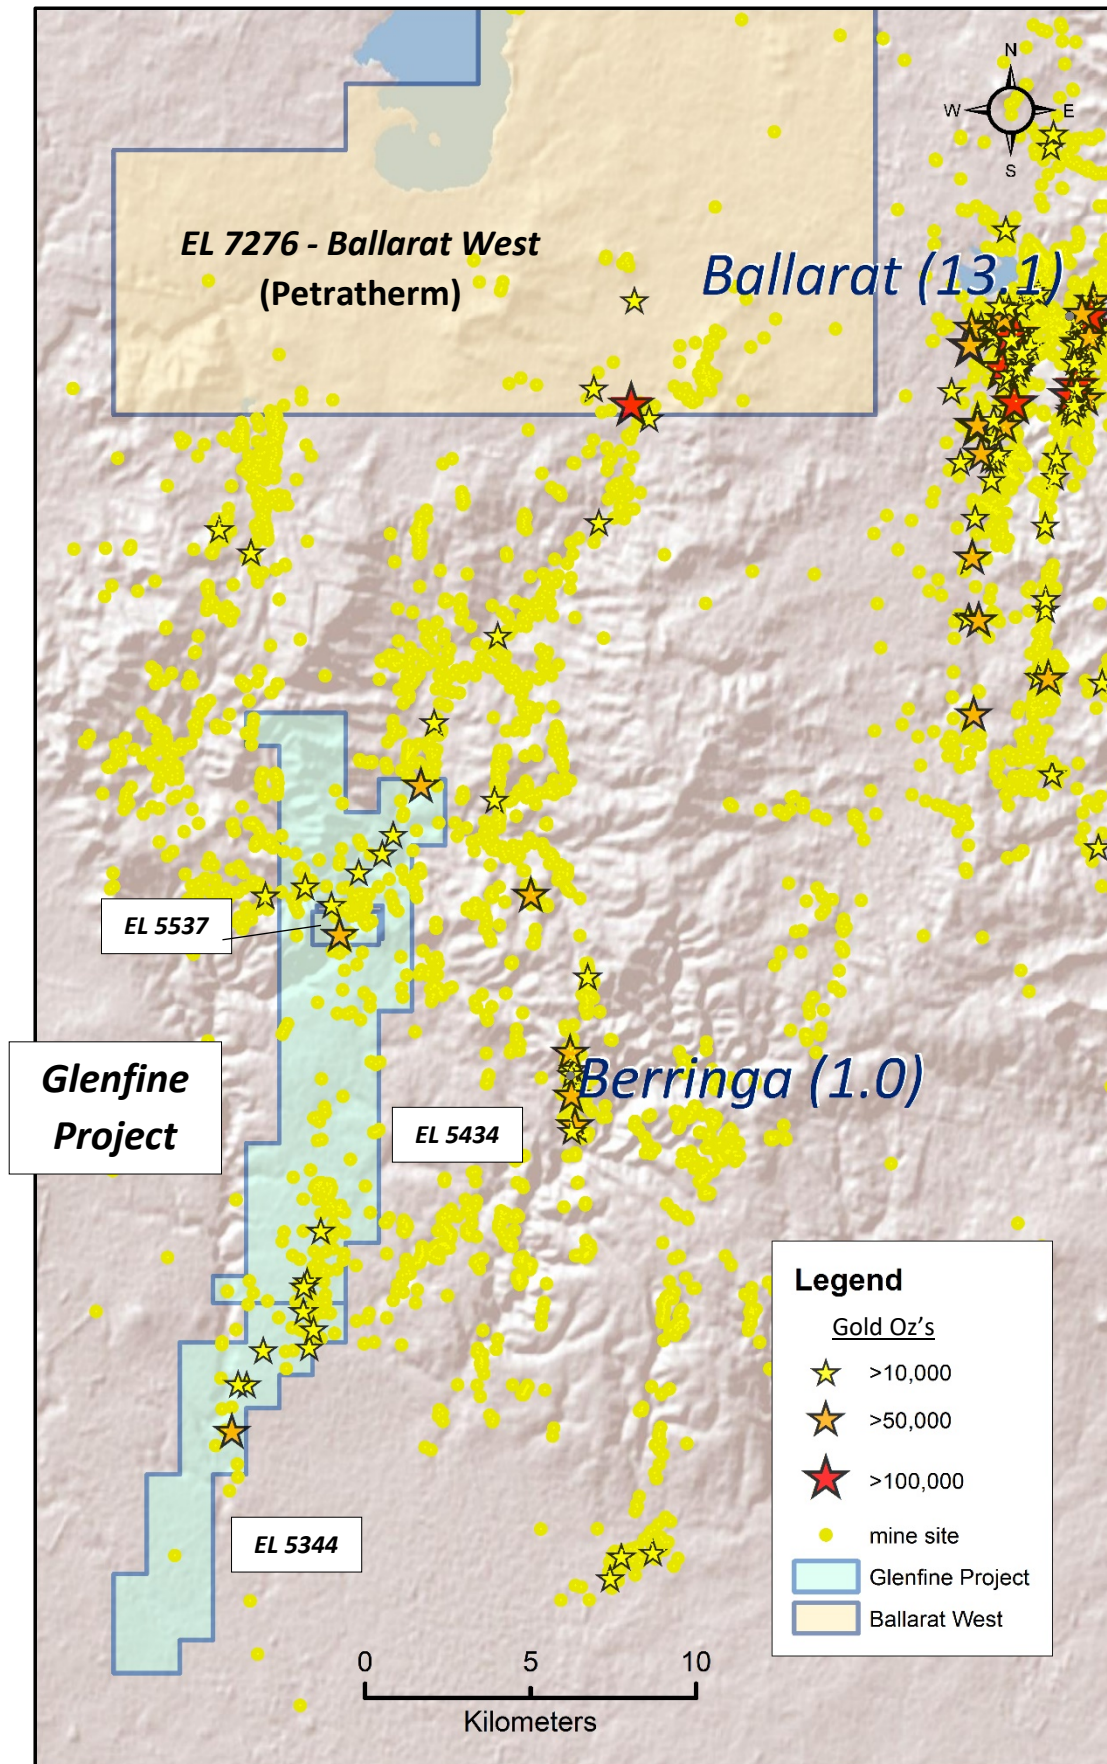 N
W E
S
EL 7276 - Ballarat West
(Petratherm)
Ballarat (13.1)
EL 5537
Glenfine
Project
Berringa (1.0)
EL 5434
Legend
Gold Oz's
>10,000
>50,000
>100,000
mine site
Glenfine Project
Ballarat West
EL 5344
0 5 10
Kilometers